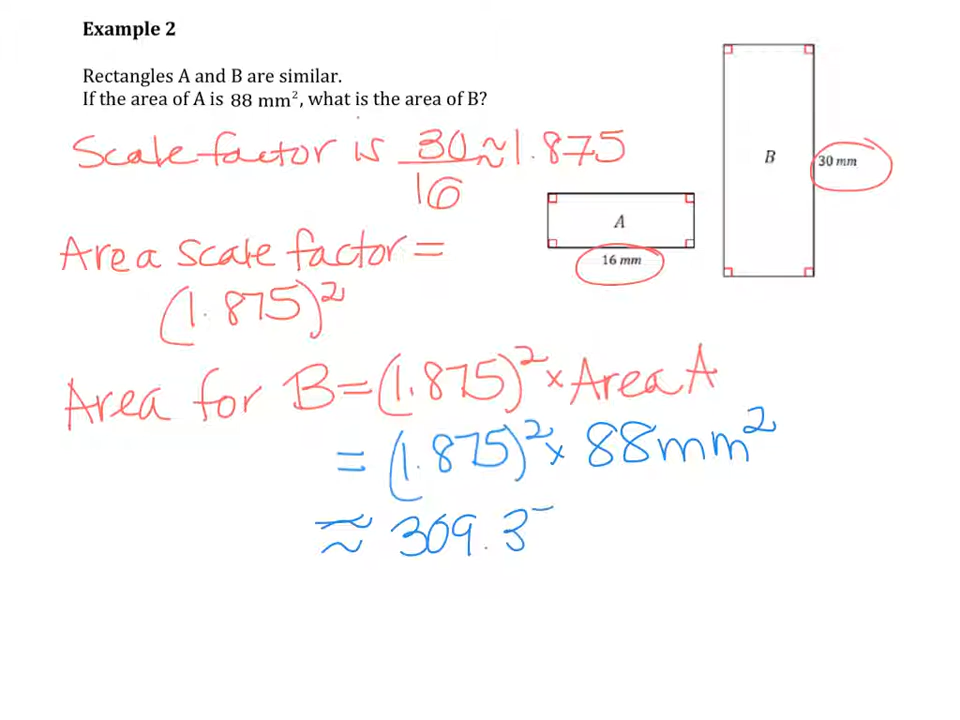 Example 2
Rectangles A and B are similar.
If the area of A is 88 mm², what is the area of B?
Scale factor is 30/16 ≈ 1.875
B
30 mm
A
16 mm
Area scale factor =
(1.875)²
Area for B = (1.875)² × Area A
= (1.875)² × 88mm²
≈ 309.3